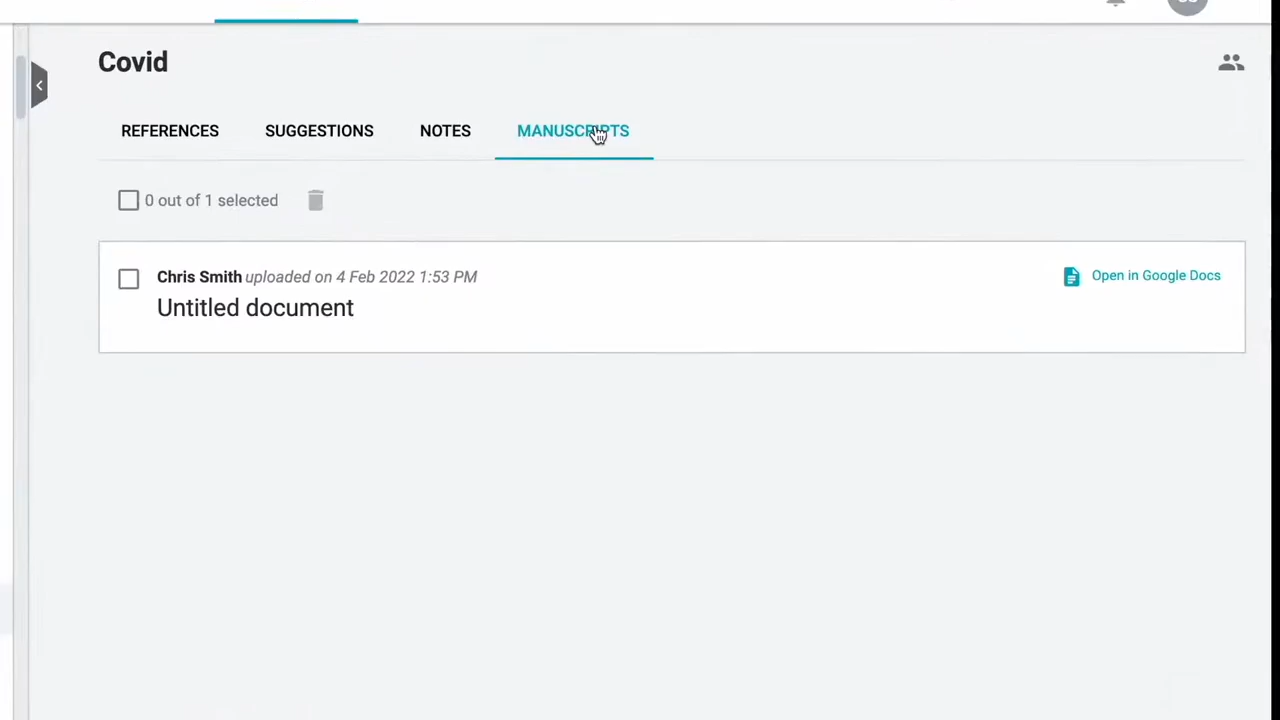 Covid
REFERENCES SUGGESTIONS NOTES MANUSCRIPTS
0 out of 1 selected
Chris Smith uploaded on 4 Feb 2022 1:53 PM
Open in Google Docs
Untitled document